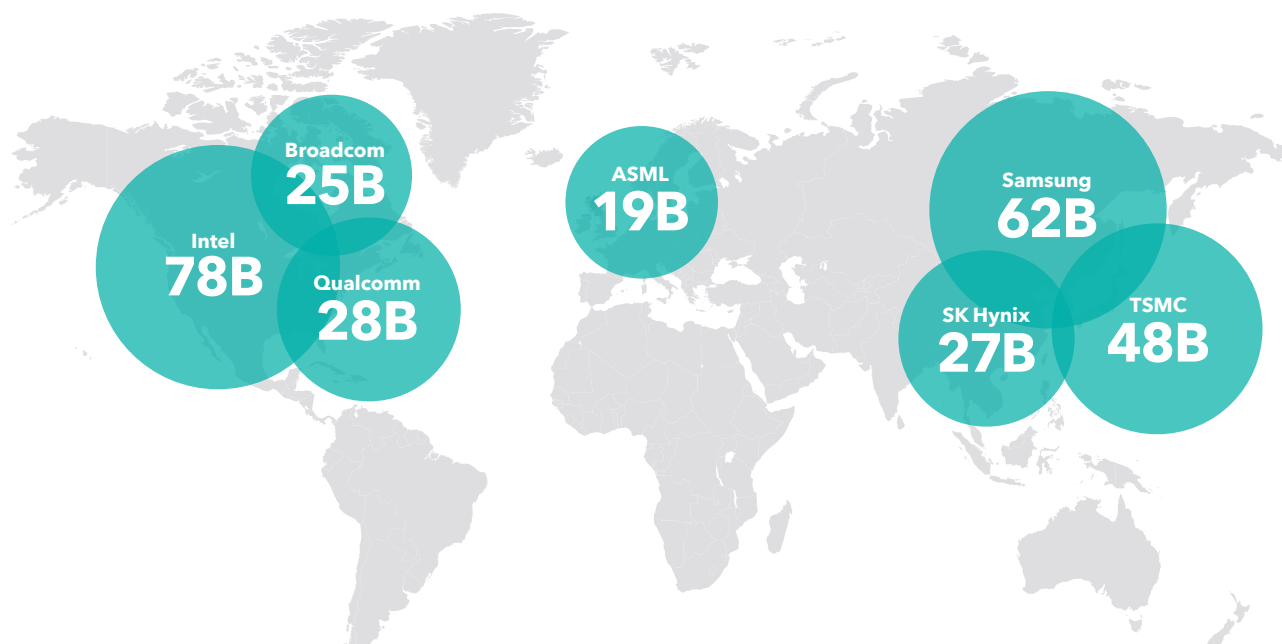 Broadcom
25B
Intel
78B
Qualcomm
28B
ASML
19B
Samsung
62B
SK Hynix
27B
TSMC
48B